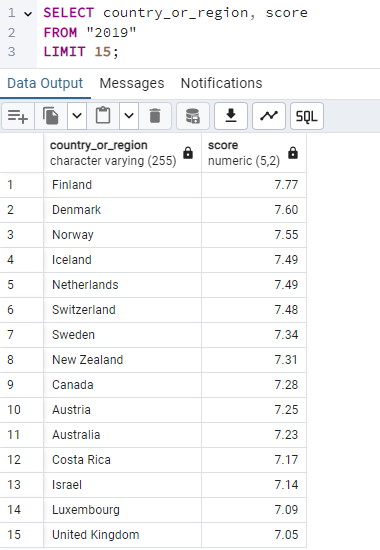 1 SELECT country_or_region, score
2 FROM "2019"
3 LIMIT 15;
Data Output Messages Notifications
SQL
country_or_region score
character varying (255) numeric (5,2)
1 Finland 7.77
2 Denmark 7.60
3 Norway 7.55
4 Iceland 7.49
5 Netherlands 7.49
6 Switzerland 7.48
7 Sweden 7.34
8 New Zealand 7.31
9 Canada 7.28
10 Austria 7.25
11 Australia 7.23
12 Costa Rica 7.17
13 Israel 7.14
14 Luxembourg 7.09
15 United Kingdom 7.05